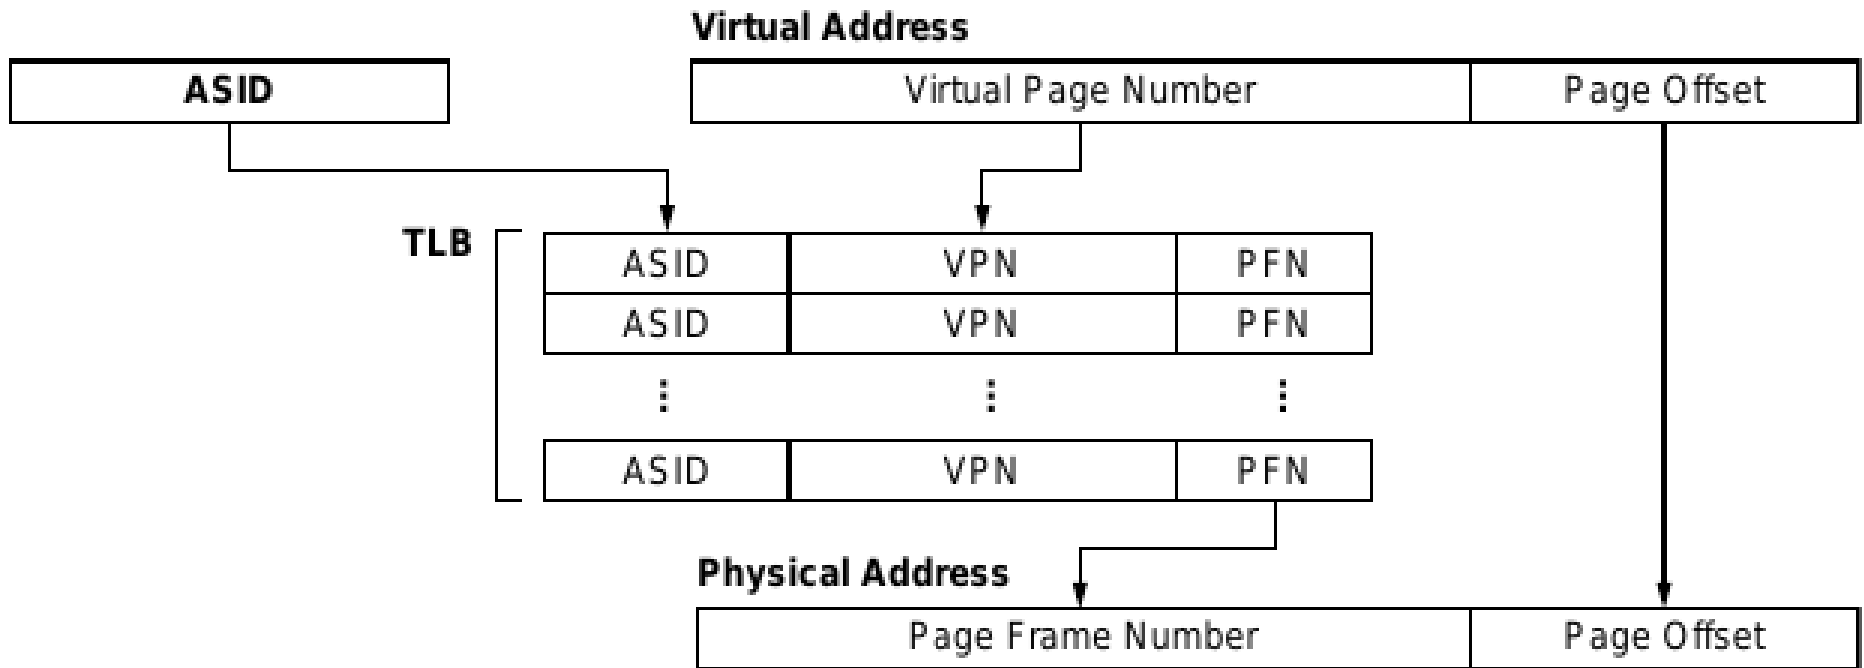 Virtual Address
ASID
Virtual Page Number
Page Offset
TLB
ASID VPN PFN
ASID VPN PFN
ASID VPN PFN
Physical Address
Page Frame Number
Page Offset